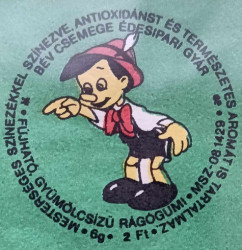 MESTERSÉGES SZÍNEZÉKKEL SZÍNEZVE, ANTIOXIDÁNST ÉS TERMÉSZETES AROMÁT IS TARTALMAZ
BÉV CSEMEGE ÉDESIPARI GYÁR
• FÚJHATÓ, GYÜMÖLCSÍZŰ RÁGÓGUMI • MSZ-08-1429
• 6g • 2 Ft •